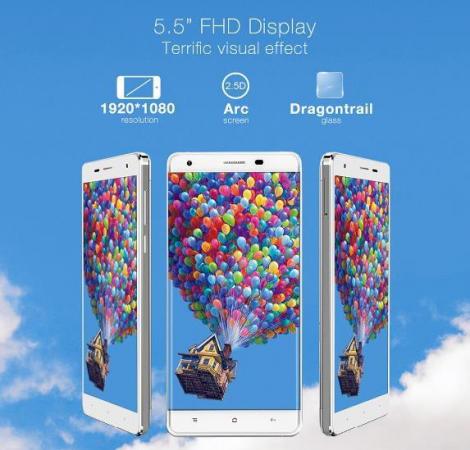 5.5" FHD Display
Terrific visual effect
2.5D
1920*1080
resolution
Arc
screen
Dragontrail
glass